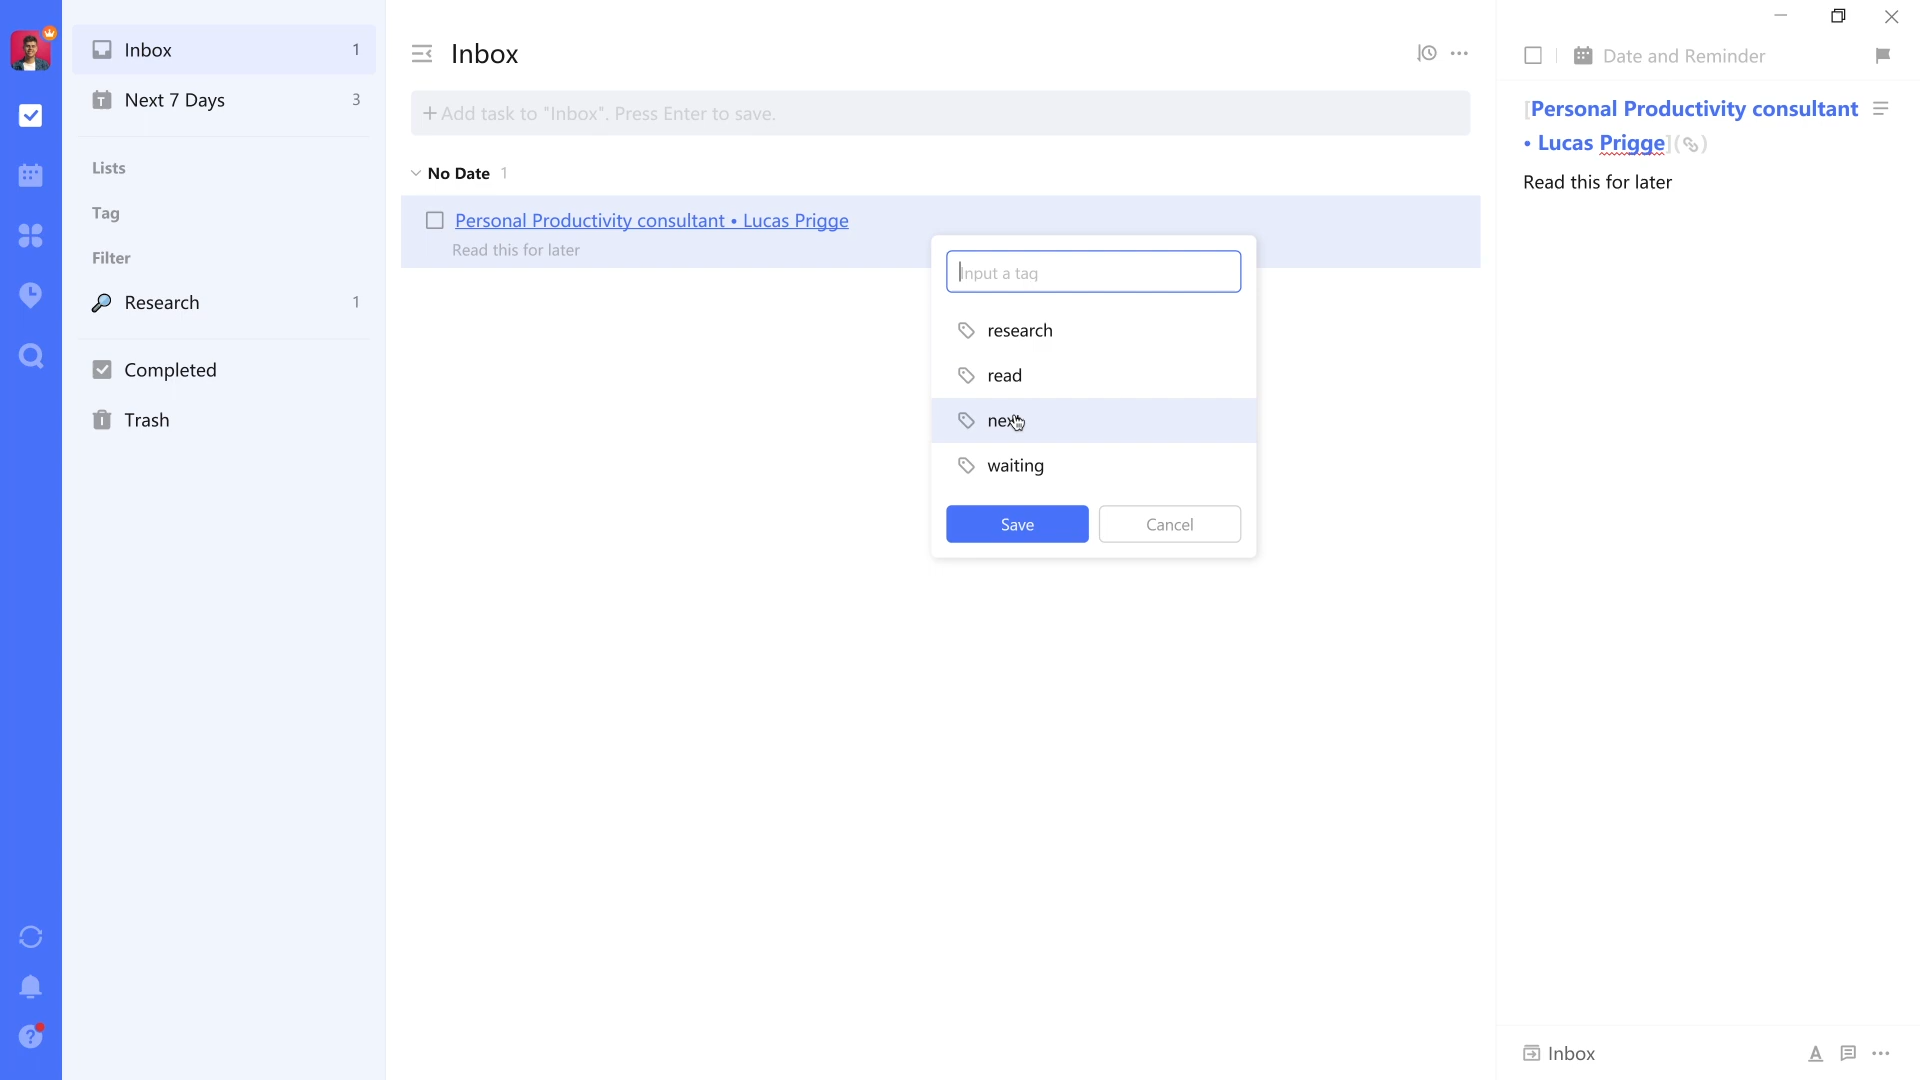 Inbox 1
Next 7 Days 3
Lists
Tag
Filter
Research 1
Completed
Trash
Inbox
+ Add task to "Inbox". Press Enter to save.
No Date 1
Personal Productivity consultant • Lucas Prigge
Read this for later
Input a tag
research
read
waiting
Save Cancel
Date and Reminder
[Personal Productivity consultant
• Lucas Prigge]( )
Read this for later
Inbox